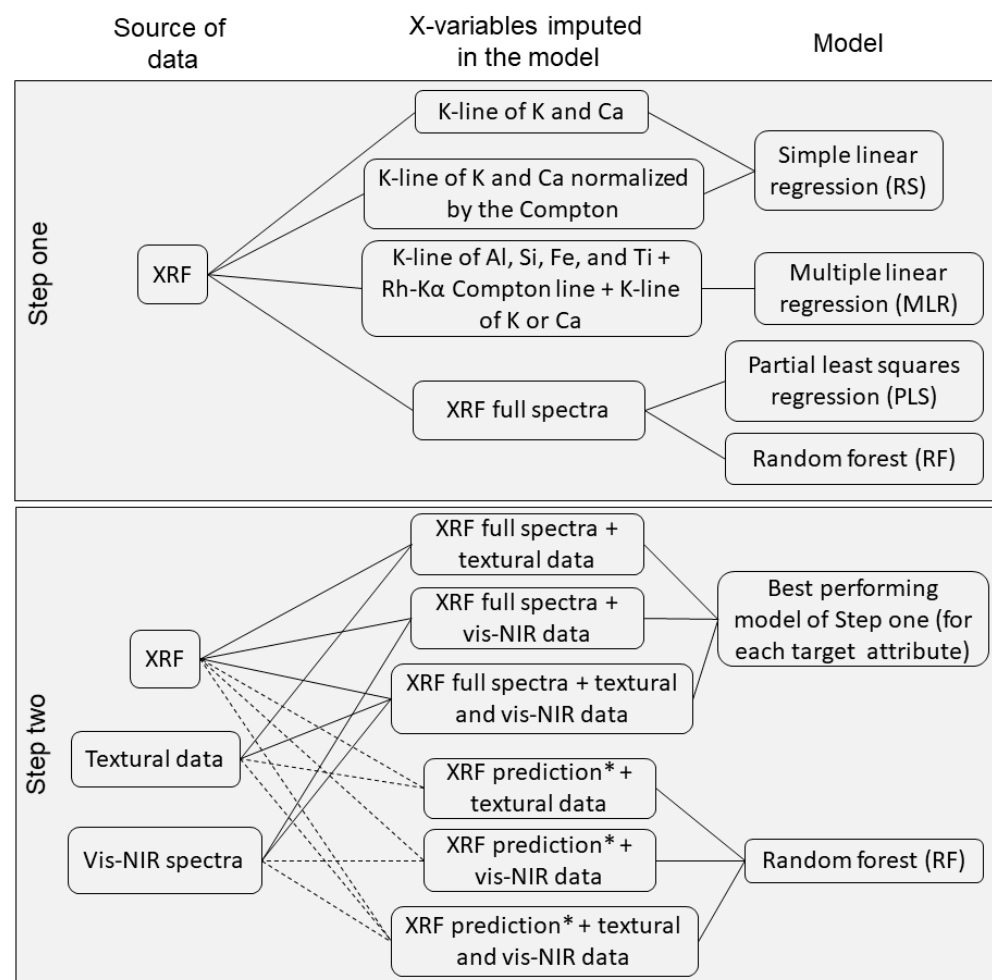 Source of
data
X-variables imputed
in the model
Model
Step one
XRF
K-line of K and Ca
K-line of K and Ca normalized
by the Compton
K-line of Al, Si, Fe, and Ti +
Rh-Kα Compton line + K-line
of K or Ca
XRF full spectra
Simple linear
regression (RS)
Multiple linear
regression (MLR)
Partial least squares
regression (PLS)
Random forest (RF)
Step two
XRF
Textural data
Vis-NIR spectra
XRF full spectra +
textural data
XRF full spectra +
vis-NIR data
XRF full spectra + textural
and vis-NIR data
XRF prediction* +
textural data
XRF prediction* +
vis-NIR data
XRF prediction* + textural
and vis-NIR data
Best performing
model of Step one (for
each target attribute)
Random forest (RF)